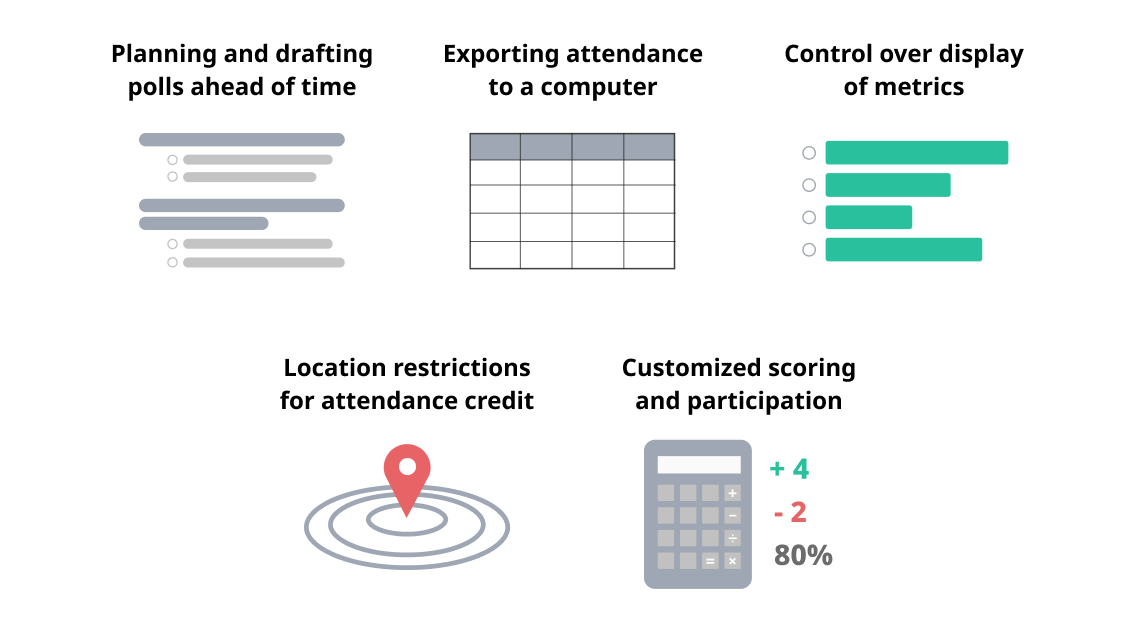 Planning and drafting
polls ahead of time
Exporting attendance
to a computer
Control over display
of metrics
Location restrictions
for attendance credit
Customized scoring
and participation
+
−
÷
= ×
+ 4
- 2
80%